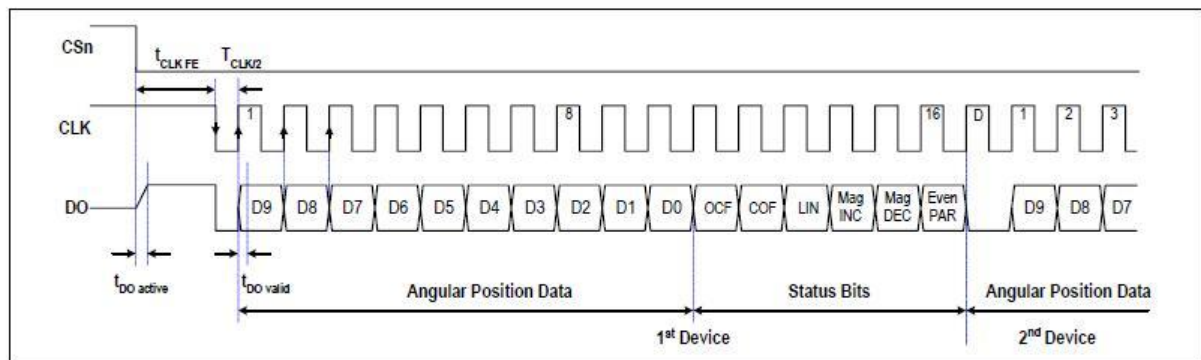 CSn
tCLK FE TCLK/2
CLK 1 8 16 D 1 2 3
DO D9 D8 D7 D6 D5 D4 D3 D2 D1 D0 OCF COF LIN Mag INC Mag DEC Even PAR D9 D8 D7
tDO active tDO valid Angular Position Data Status Bits Angular Position Data
1st Device 2nd Device